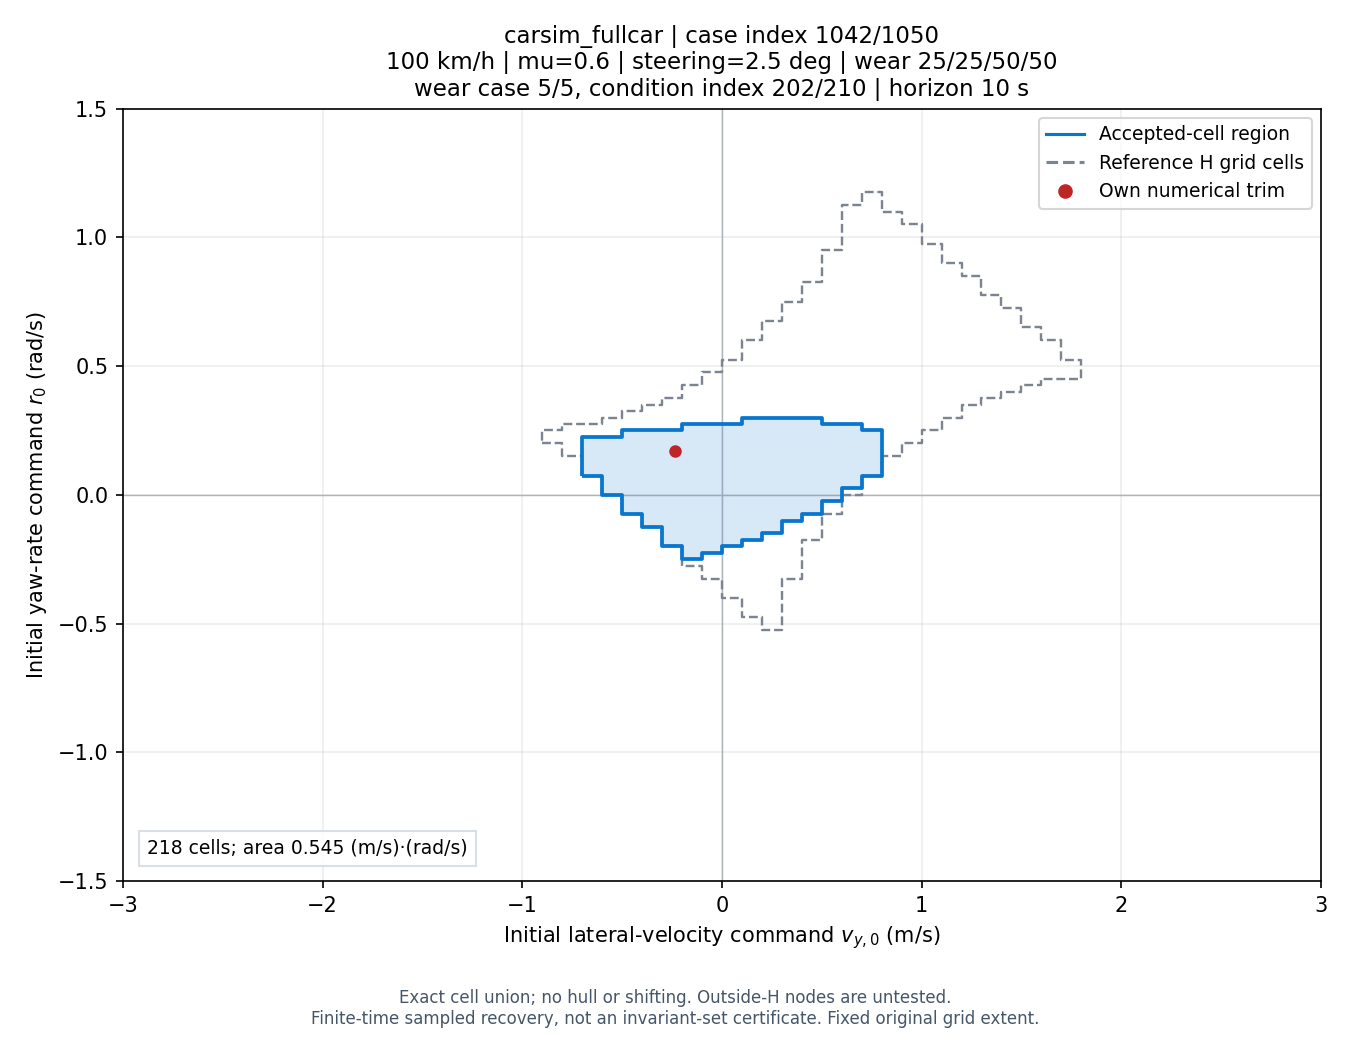 carsim_fullcar | case index 1042/1050
100 km/h | mu=0.6 | steering=2.5 deg | wear 25/25/50/50
wear case 5/5, condition index 202/210 | horizon 10 s
Accepted-cell region
Reference H grid cells
Own numerical trim
1.5
1.0
0.5
0.0
−0.5
−1.0
−1.5
Initial yaw-rate command r0 (rad/s)
218 cells; area 0.545 (m/s)·(rad/s)
−3
−2
−1
0
1
2
3
Initial lateral-velocity command vy,0 (m/s)
Exact cell union; no hull or shifting. Outside-H nodes are untested.
Finite-time sampled recovery, not an invariant-set certificate. Fixed original grid extent.